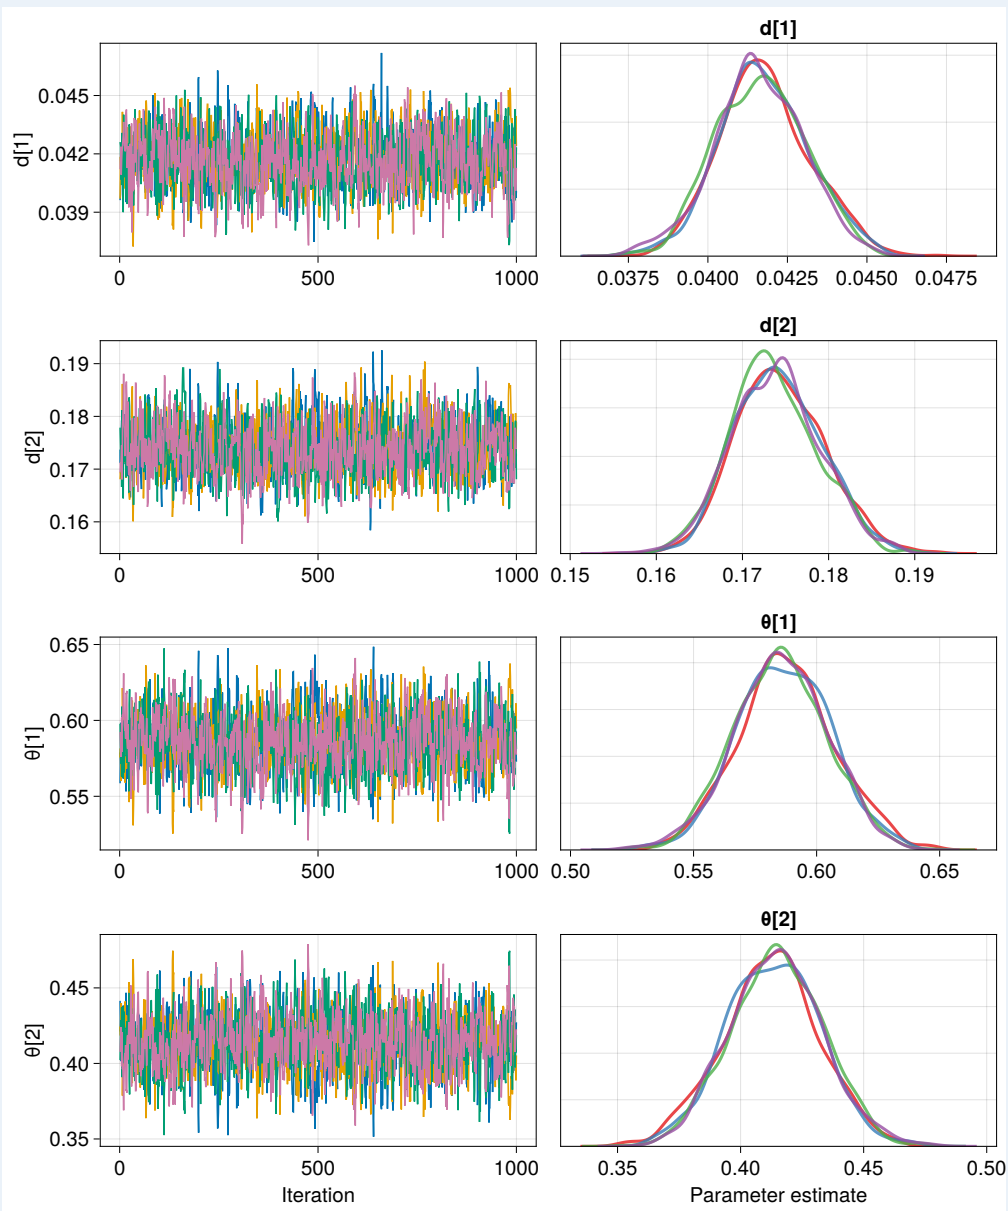 d[1]
0.045
0.042
0.039
d[1]
0 500 1000
0.0375 0.0400 0.0425 0.0450 0.0475
d[2]
0.19
0.18
0.17
0.16
d[2]
0 500 1000
0.15 0.16 0.17 0.18 0.19
θ[1]
0.65
0.60
0.55
θ[1]
0 500 1000
0.50 0.55 0.60 0.65
θ[2]
0.45
0.40
0.35
θ[2]
0 500 1000
0.35 0.40 0.45 0.50
Iteration
Parameter estimate